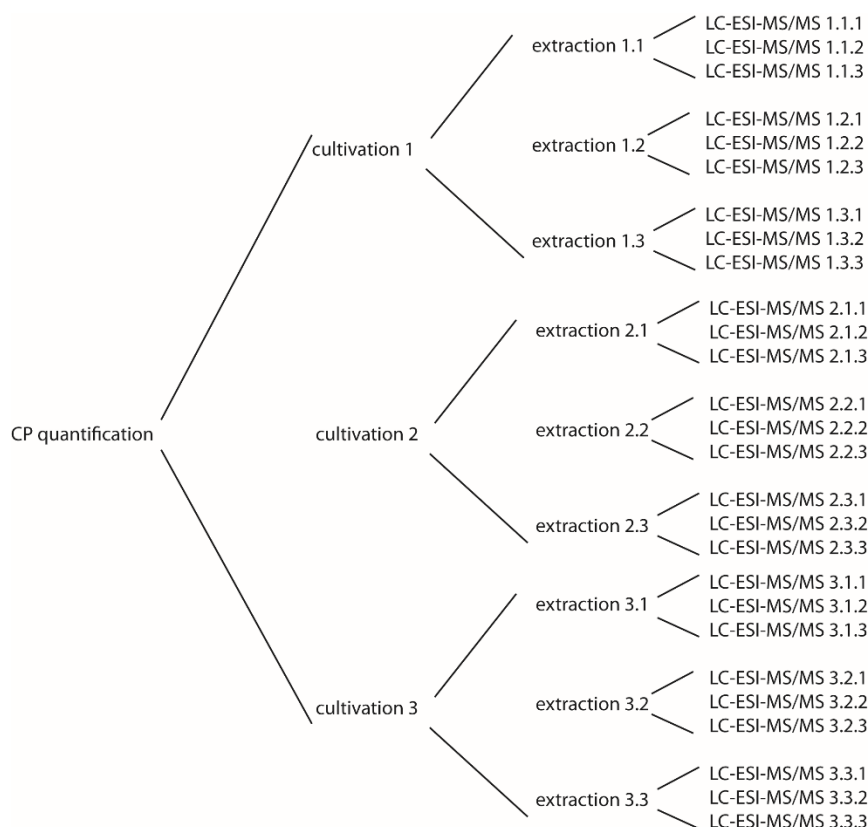 CP quantification
cultivation 1
extraction 1.1
LC-ESI-MS/MS 1.1.1
LC-ESI-MS/MS 1.1.2
LC-ESI-MS/MS 1.1.3
extraction 1.2
LC-ESI-MS/MS 1.2.1
LC-ESI-MS/MS 1.2.2
LC-ESI-MS/MS 1.2.3
extraction 1.3
LC-ESI-MS/MS 1.3.1
LC-ESI-MS/MS 1.3.2
LC-ESI-MS/MS 1.3.3
cultivation 2
extraction 2.1
LC-ESI-MS/MS 2.1.1
LC-ESI-MS/MS 2.1.2
LC-ESI-MS/MS 2.1.3
extraction 2.2
LC-ESI-MS/MS 2.2.1
LC-ESI-MS/MS 2.2.2
LC-ESI-MS/MS 2.2.3
extraction 2.3
LC-ESI-MS/MS 2.3.1
LC-ESI-MS/MS 2.3.2
LC-ESI-MS/MS 2.3.3
cultivation 3
extraction 3.1
LC-ESI-MS/MS 3.1.1
LC-ESI-MS/MS 3.1.2
LC-ESI-MS/MS 3.1.3
extraction 3.2
LC-ESI-MS/MS 3.2.1
LC-ESI-MS/MS 3.2.2
LC-ESI-MS/MS 3.2.3
extraction 3.3
LC-ESI-MS/MS 3.3.1
LC-ESI-MS/MS 3.3.2
LC-ESI-MS/MS 3.3.3